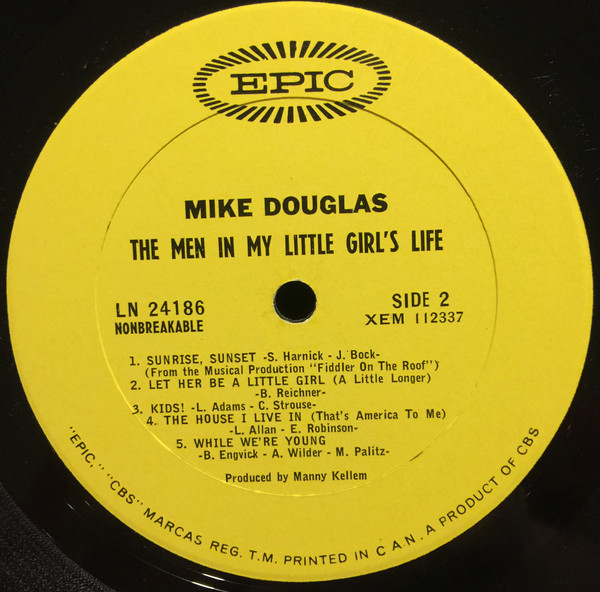 EPIC
MIKE DOUGLAS
THE MEN IN MY LITTLE GIRL'S LIFE
LN 24186
NONBREAKABLE
SIDE 2
XEM 112337
1. SUNRISE, SUNSET -S. Harnick - J. Bock-
(From the Musical Production "Fiddler On The Roof")
2. LET HER BE A LITTLE GIRL (A Little Longer)
-B. Reichner-
3. KIDS! -L. Adams - C. Strouse-
4. THE HOUSE I LIVE IN (That's America To Me)
-L. Allan - E. Robinson-
5. WHILE WE'RE YOUNG
-B. Engvick - A. Wilder - M. Palitz-
Produced by Manny Kellem
"EPIC," "CBS" MARCAS REG. T.M. PRINTED IN CAN. A PRODUCT OF CBS